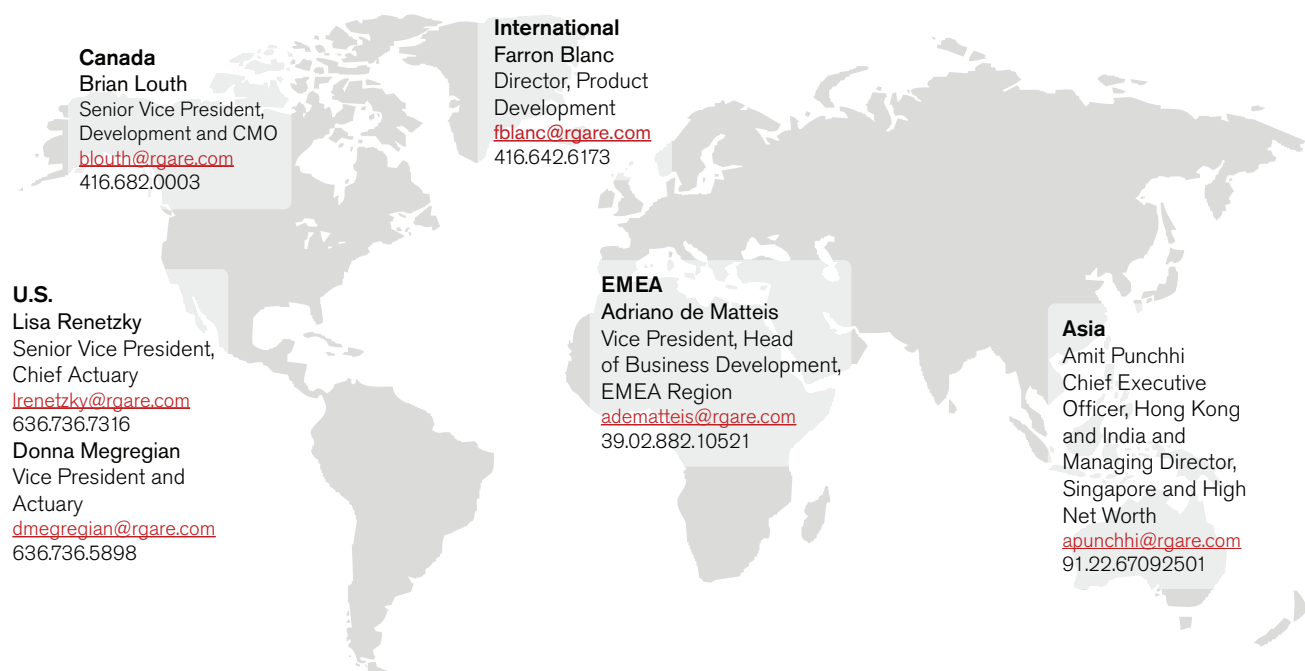 Canada
Brian Louth
Senior Vice President,
Development and CMO
blouth@rgare.com
416.682.0003
International
Farron Blanc
Director, Product
Development
fblanc@rgare.com
416.642.6173
U.S.
Lisa Renetzky
Senior Vice President,
Chief Actuary
lrenetzky@rgare.com
636.736.7316
Donna Megregian
Vice President and
Actuary
dmegregian@rgare.com
636.736.5898
EMEA
Adriano de Matteis
Vice President, Head
of Business Development,
EMEA Region
adematteis@rgare.com
39.02.882.10521
Asia
Amit Punchhi
Chief Executive
Officer, Hong Kong
and India and
Managing Director,
Singapore and High
Net Worth
apunchhi@rgare.com
91.22.67092501